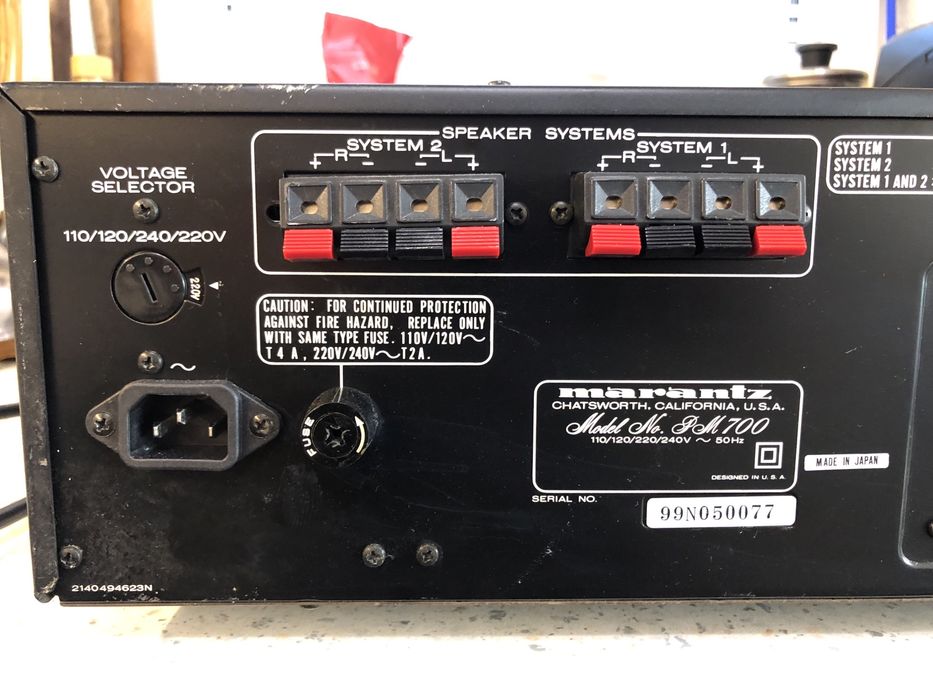 SPEAKER SYSTEMS
SYSTEM 2
+ R - - L +
SYSTEM 1
+ R - - L +
SYSTEM 1
SYSTEM 2
SYSTEM 1 AND 2 :
VOLTAGE
SELECTOR
110/120/240/220V
220V
CAUTION: FOR CONTINUED PROTECTION
AGAINST FIRE HAZARD, REPLACE ONLY
WITH SAME TYPE FUSE. 110V/120V～
T 4 A , 220V/240V～T2A.
～
FUSE
marantz
CHATSWORTH, CALIFORNIA, U.S.A.
Model No. PM700
110/120/220/240V ～ 50Hz
DESIGNED IN U. S. A.
MADE IN JAPAN
SERIAL NO.
99N050077
2140494623N